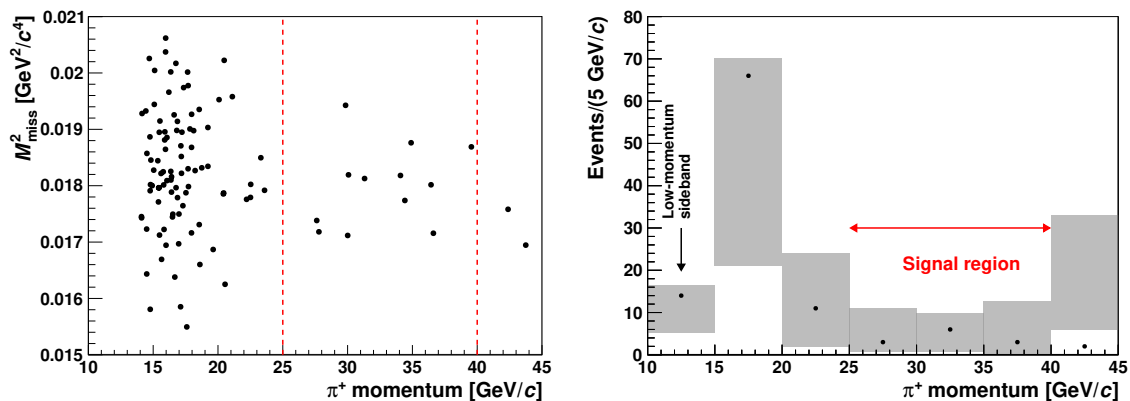 M²miss [GeV²/c⁴]
0.021
0.02
0.019
0.018
0.017
0.016
0.015
10 15 20 25 30 35 40 45
π⁺ momentum [GeV/c]
Events/(5 GeV/c)
80
70
60
50
40
30
20
10
0
Low-momentum
sideband
Signal region
10 15 20 25 30 35 40 45
π⁺ momentum [GeV/c]